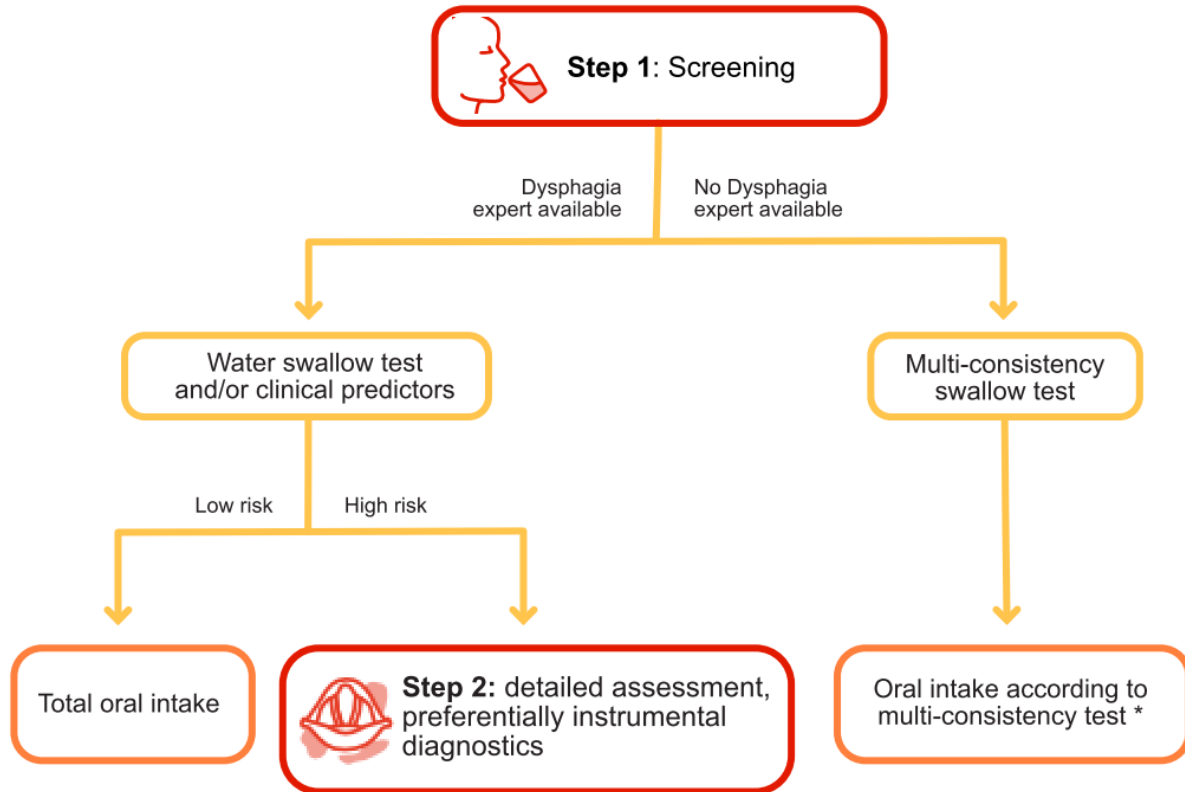 Step 1: Screening
Dysphagia
expert available
No Dysphagia
expert available
Water swallow test
and/or clinical predictors
Multi-consistency
swallow test
Low risk
High risk
Total oral intake
Step 2: detailed assessment,
preferentially instrumental
diagnostics
Oral intake according to
multi-consistency test *